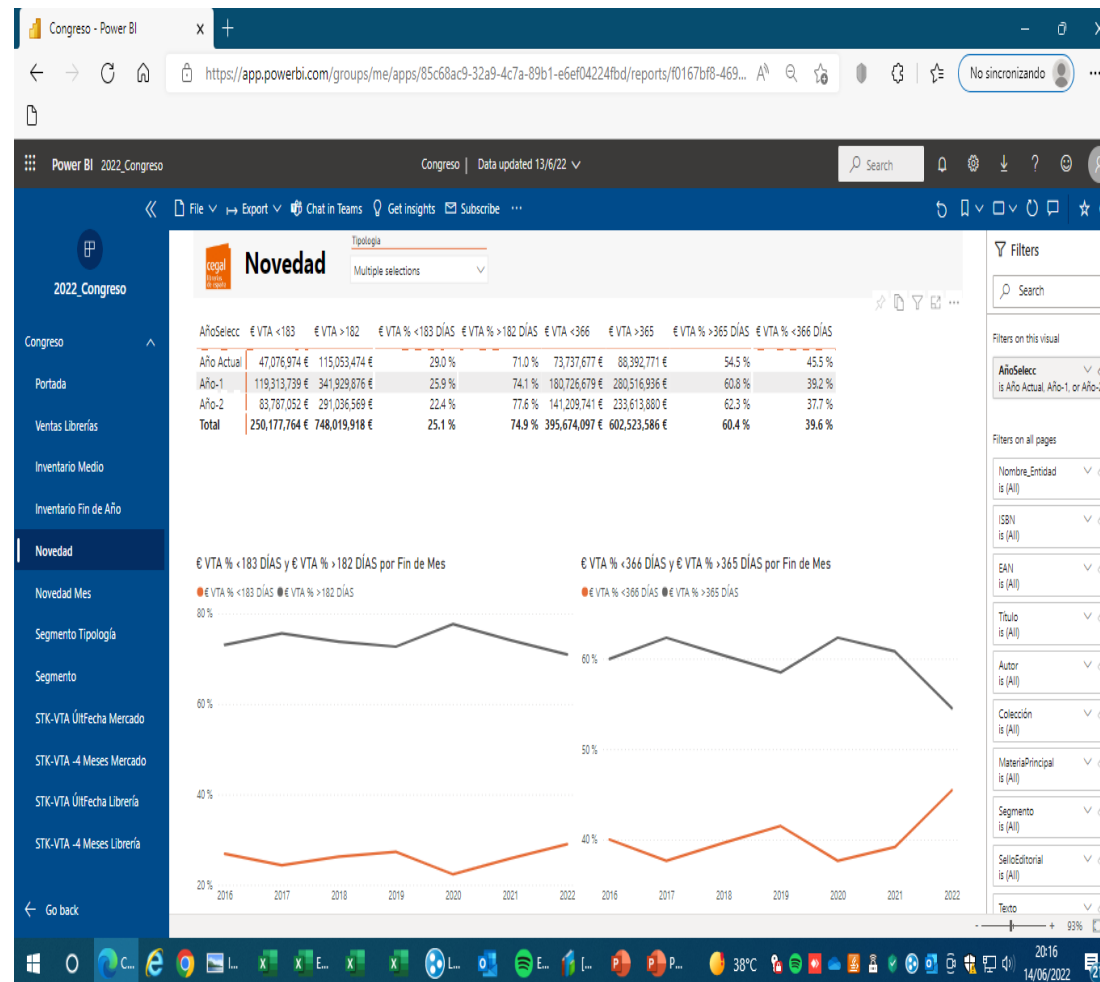 Congreso - Power BI
https://app.powerbi.com/groups/me/apps/85c68ac9-32a9-4c7a-89b1-e6ef04224fbd/reports/f0167bf8-469...
No sincronizando
Power BI 2022_Congreso
Congreso | Data updated 13/6/22
Search
File Export Chat in Teams Get insights Subscribe ...
2022_Congreso
Congreso
Portada
Ventas Librerías
Inventario Medio
Inventario Fin de Año
Novedad
Novedad Mes
Segmento Tipología
Segmento
STK-VTA ÚltFecha Mercado
STK-VTA -4 Meses Mercado
STK-VTA ÚltFecha Librería
STK-VTA -4 Meses Librería
Go back
cegal
Novedad
Tipologia
Multiple selections
AñoSelecc € VTA <183 € VTA >182 € VTA % <183 DÍAS € VTA % >182 DÍAS € VTA <366 € VTA >365 € VTA % >365 DÍAS € VTA % <366 DÍAS
Año Actual 47,076,974 € 115,053,474 € 29.0 % 71.0 % 73,737,677 € 88,392,771 € 54.5 % 45.5 %
Año-1 119,313,739 € 341,929,876 € 25.9 % 74.1 % 180,726,679 € 280,516,936 € 60.8 % 39.2 %
Año-2 83,787,052 € 291,036,569 € 22.4 % 77.6 % 141,209,741 € 233,613,880 € 62.3 % 37.7 %
Total 250,177,764 € 748,019,918 € 25.1 % 74.9 % 395,674,097 € 602,523,586 € 60.4 % 39.6 %
€ VTA % <183 DÍAS y € VTA % >182 DÍAS por Fin de Mes
€ VTA % <183 DÍAS € VTA % >182 DÍAS
80 %
60 %
40 %
20 %
2016 2017 2018 2019 2020 2021 2022
€ VTA % <366 DÍAS y € VTA % >365 DÍAS por Fin de Mes
€ VTA % <366 DÍAS € VTA % >365 DÍAS
60 %
50 %
40 %
2016 2017 2018 2019 2020 2021 2022
Filters
Search
Filters on this visual
AñoSelecc
is Año Actual, Año-1, or Año-2
Filters on all pages
Nombre_Entidad
is (All)
ISBN
is (All)
EAN
is (All)
Título
is (All)
Autor
is (All)
Colección
is (All)
MateriaPrincipal
is (All)
Segmento
is (All)
SelloEditorial
is (All)
Texto
93%
C... L... E... L... E... [... P...
38°C
20:16
14/06/2022